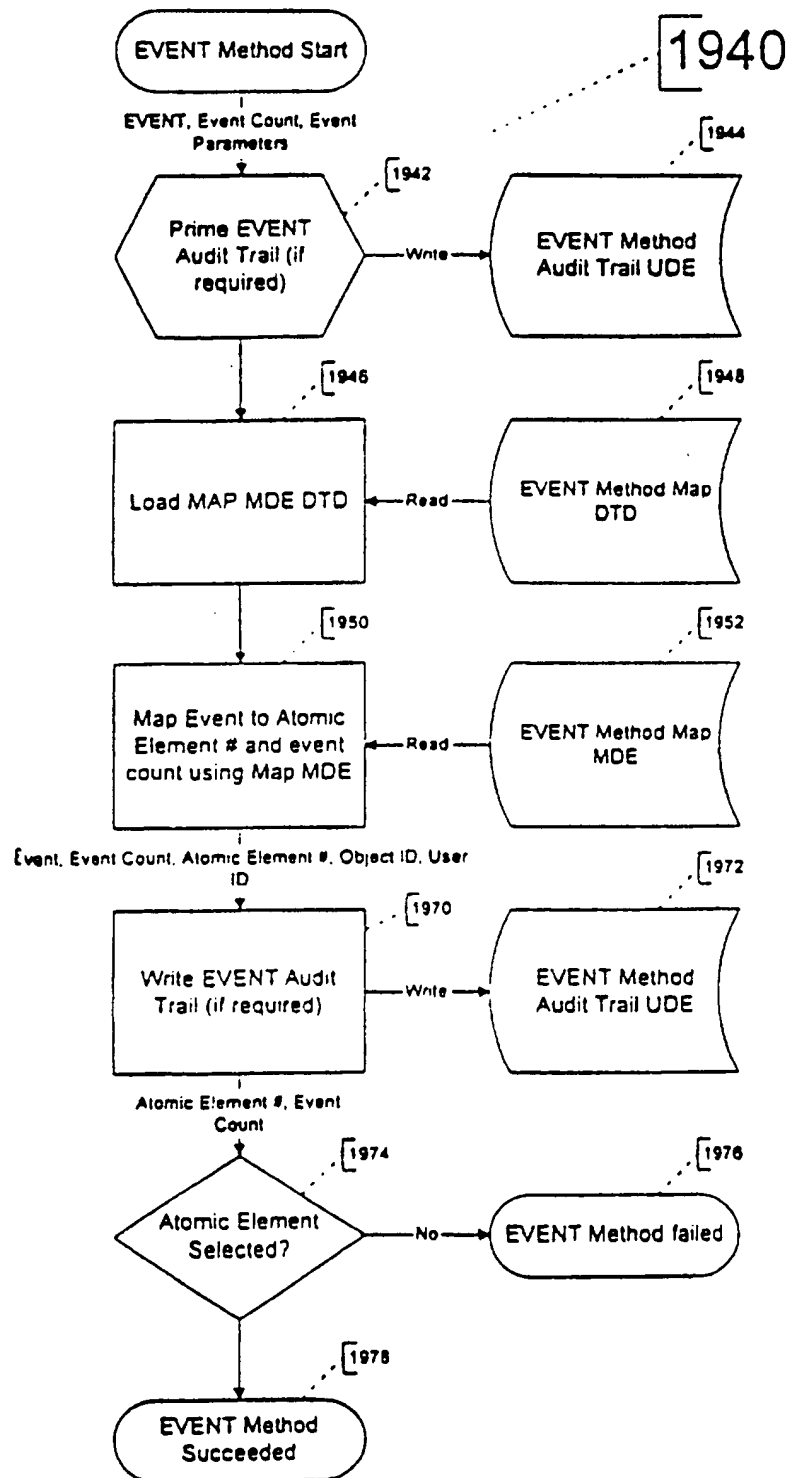 EVENT Method Start
1940
EVENT, Event Count, Event
Parameters
1942
1944
Prime EVENT
Audit Trail (if
required)
Write
EVENT Method
Audit Trail UDE
1946
1948
Load MAP MDE DTD
Read
EVENT Method Map
DTD
1950
1952
Map Event to Atomic
Element # and event
count using Map MDE
Read
EVENT Method Map
MDE
Event, Event Count, Atomic Element #, Object ID, User
ID
1970
1972
Write EVENT Audit
Trail (if required)
Write
EVENT Method
Audit Trail UDE
Atomic Element #, Event
Count
1974
1976
Atomic Element
Selected?
No
EVENT Method failed
1978
EVENT Method
Succeeded